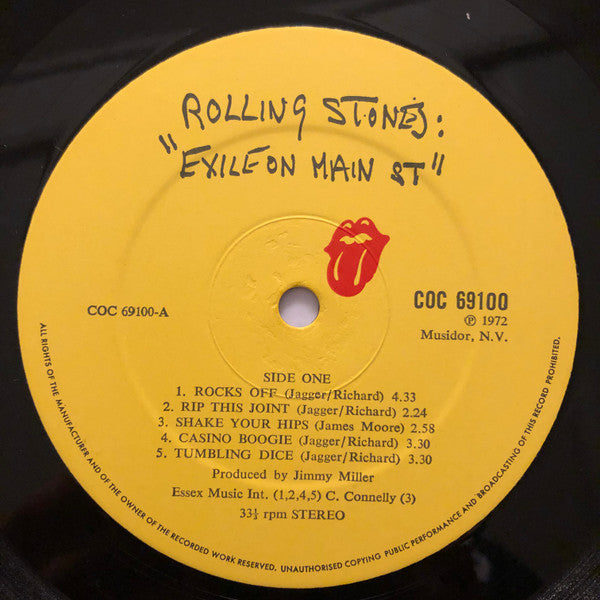 ROLLING STONES:
"EXILE ON MAIN ST"
COC 69100-A
COC 69100
Ⓟ 1972
Musidor, N.V.
SIDE ONE
1. ROCKS OFF (Jagger/Richard) 4.33
2. RIP THIS JOINT (Jagger/Richard) 2.24
3. SHAKE YOUR HIPS (James Moore) 2.58
4. CASINO BOOGIE (Jagger/Richard) 3.30
5. TUMBLING DICE (Jagger/Richard) 3.30
Produced by Jimmy Miller
Essex Music Int. (1,2,4,5) C. Connelly (3)
33⅓ rpm STEREO
ALL RIGHTS OF THE MANUFACTURER AND OF THE OWNER OF THE RECORDED WORK RESERVED. UNAUTHORISED COPYING PUBLIC PERFORMANCE AND BROADCASTING OF THIS RECORD PROHIBITED.